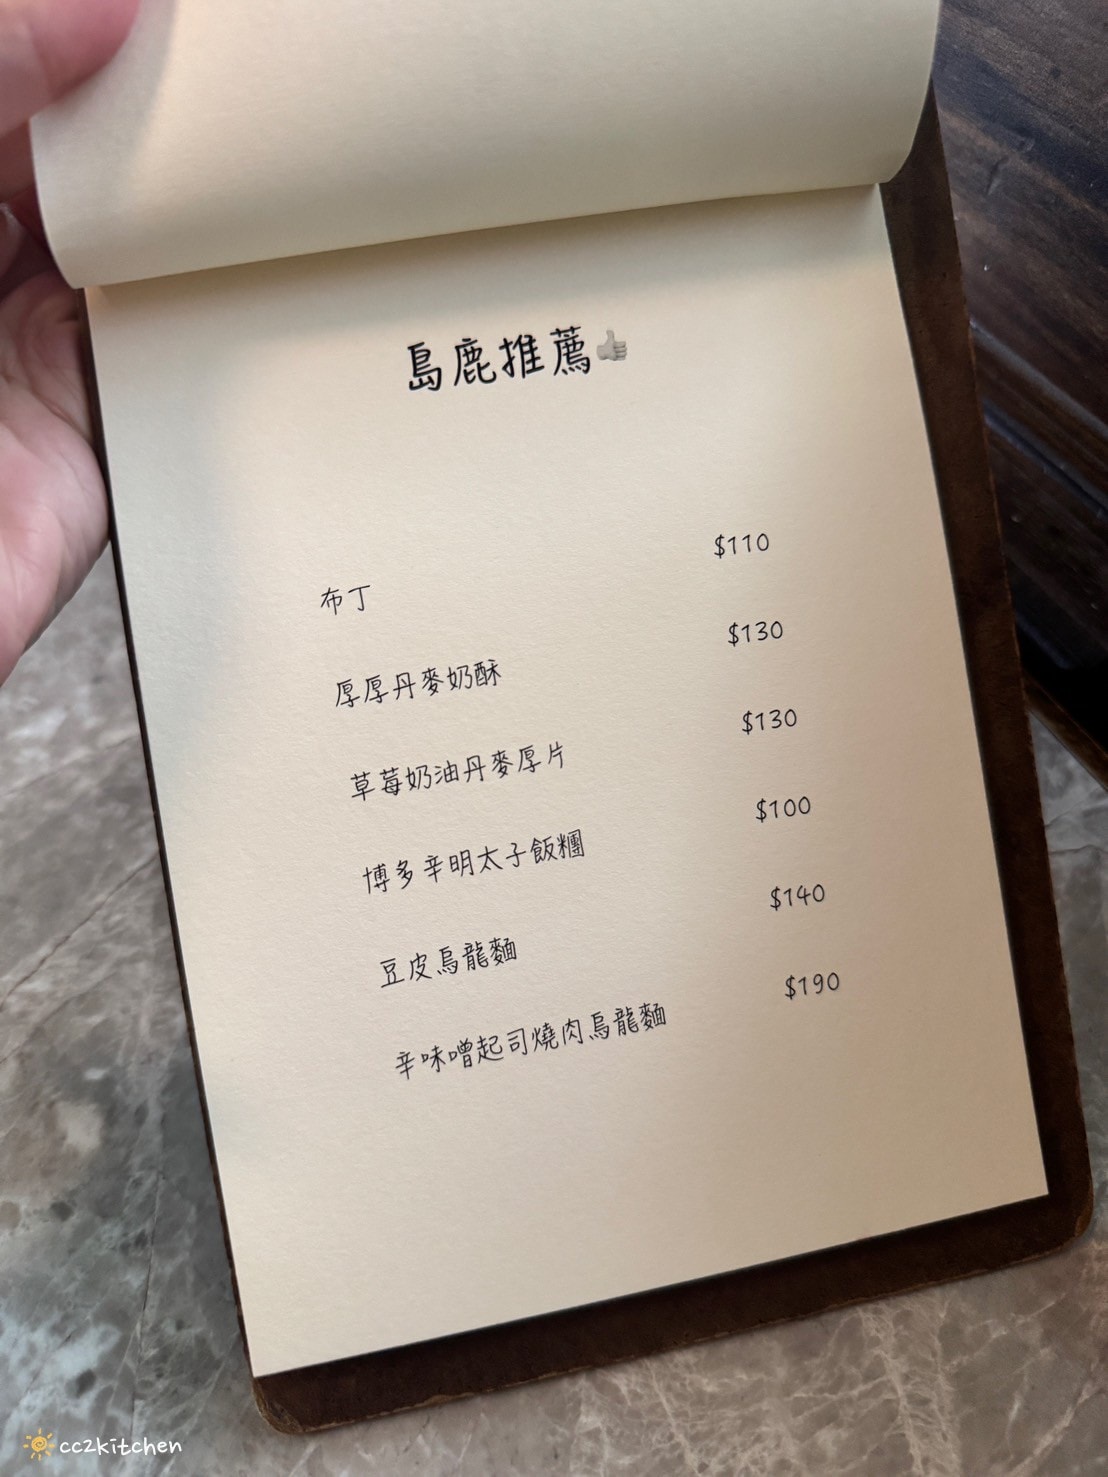 島鹿推薦👍
布丁 $110
厚厚丹麥奶酥 $130
草莓奶油丹麥厚片 $130
博多辛明太子飯糰 $100
豆皮烏龍麵 $140
辛味噌起司燒肉烏龍麵 $190
cc2kitchen